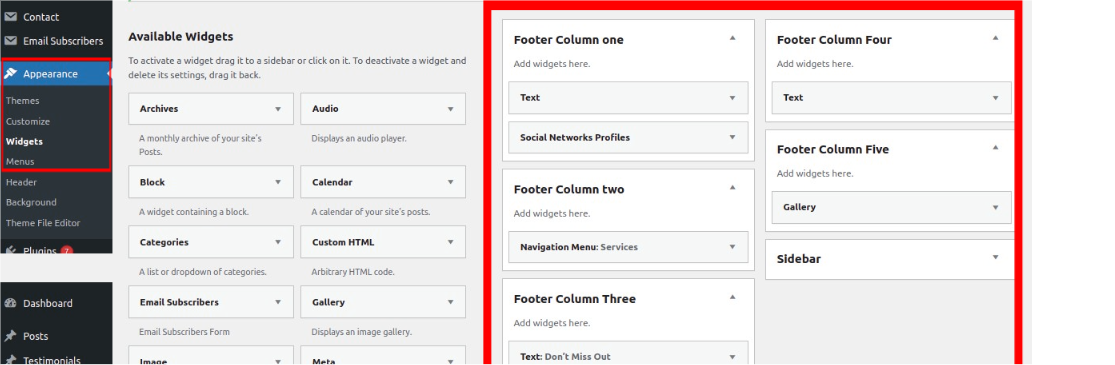 Contact
Email Subscribers
Appearance
Themes
Customize
Widgets
Menus
Header
Background
Theme File Editor
Plugins 7
Dashboard
Posts
Testimonials
Available Widgets
To activate a widget drag it to a sidebar or click on it. To deactivate a widget and
delete its settings, drag it back.
Archives
A monthly archive of your site's
Posts.
Audio
Displays an audio player.
Block
A widget containing a block.
Calendar
A calendar of your site's posts.
Categories
A list or dropdown of categories.
Custom HTML
Arbitrary HTML code.
Email Subscribers
Email Subscribers Form
Gallery
Displays an image gallery.
Image
Meta
Footer Column one
Add widgets here.
Text
Social Networks Profiles
Footer Column two
Add widgets here.
Navigation Menu: Services
Footer Column Three
Add widgets here.
Text: Don't Miss Out
Footer Column Four
Add widgets here.
Text
Footer Column Five
Add widgets here.
Gallery
Sidebar